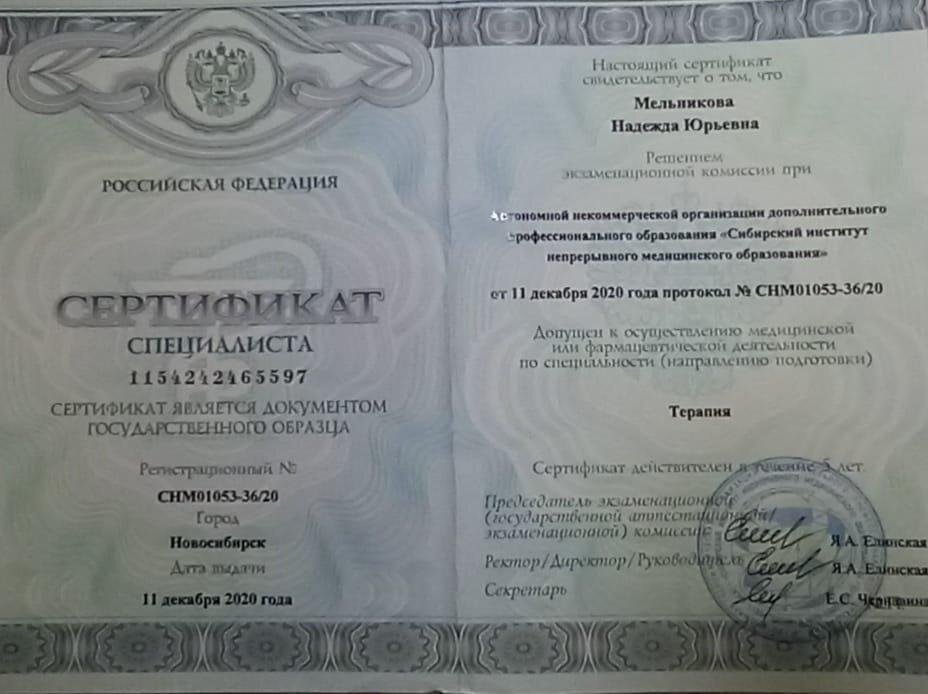 РОССИЙСКАЯ ФЕДЕРАЦИЯ
СЕРТИФИКАТ
СПЕЦИАЛИСТА
1154242465597
СЕРТИФИКАТ ЯВЛЯЕТСЯ ДОКУМЕНТОМ
ГОСУДАРСТВЕННОГО ОБРАЗЦА
Регистрационный №
СНМ01053-36/20
Город
Новосибирск
Дата выдачи
11 декабря 2020 года
Настоящий сертификат
свидетельствует о том, что
Мельникова
Надежда Юрьевна
Решением
экзаменационной комиссии при
Автономной некоммерческой организации дополнительного
профессионального образования «Сибирский институт
непрерывного медицинского образования»
от 11 декабря 2020 года протокол № СНМ01053-36/20
Допущен к осуществлению медицинской
или фармацевтической деятельности
по специальности (направлению подготовки)
Терапия
Сертификат действителен в течение 5 лет.
Председатель экзаменационной
(государственной аттестационной/
экзаменационной) комиссии
Я.А. Елинская
Ректор/Директор/Руководитель
Я.А. Елинская
Секретарь
Е.С.